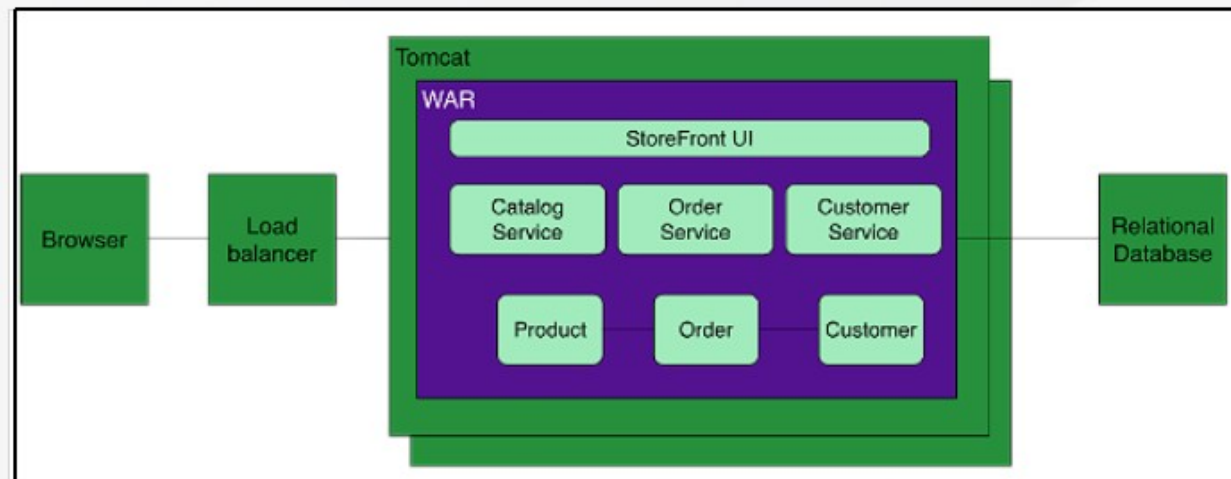 Tomcat
WAR
StoreFront UI
Catalog
Service
Order
Service
Customer
Service
Browser
Load
balancer
Relational
Database
Product
Order
Customer